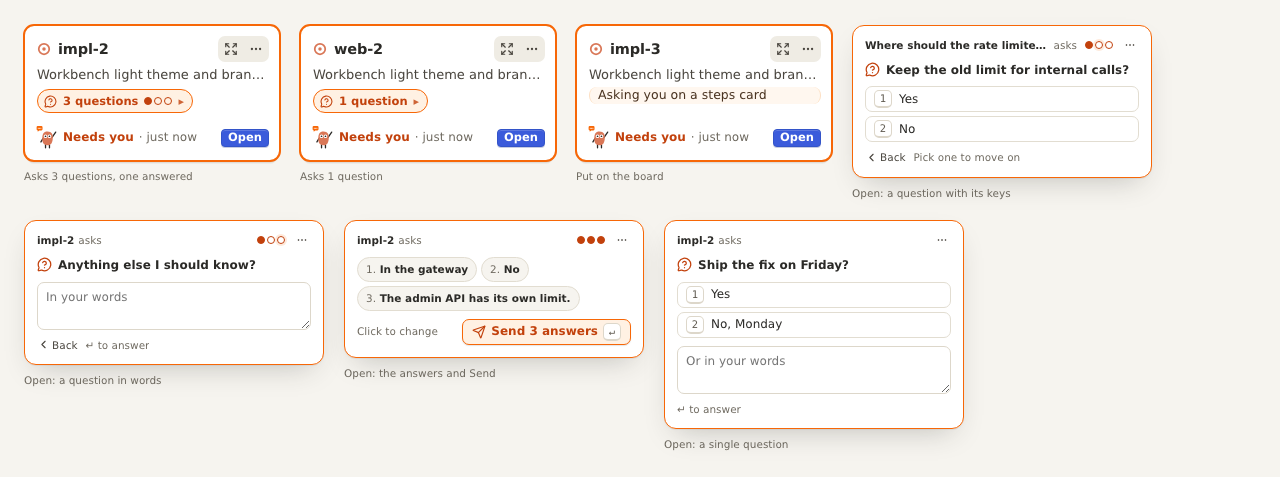 impl-2
Workbench light theme and bran…
3 questions
Needs you · just now
Open
Asks 3 questions, one answered
web-2
Workbench light theme and bran…
1 question
Needs you · just now
Open
Asks 1 question
impl-3
Workbench light theme and bran…
Asking you on a steps card
Needs you · just now
Open
Put on the board
Where should the rate limite… asks
Keep the old limit for internal calls?
1 Yes
2 No
Back Pick one to move on
Open: a question with its keys
impl-2 asks
Anything else I should know?
In your words
Back ↵ to answer
Open: a question in words
impl-2 asks
1. In the gateway 2. No
3. The admin API has its own limit.
Click to change Send 3 answers ↵
Open: the answers and Send
impl-2 asks
Ship the fix on Friday?
1 Yes
2 No, Monday
Or in your words
↵ to answer
Open: a single question